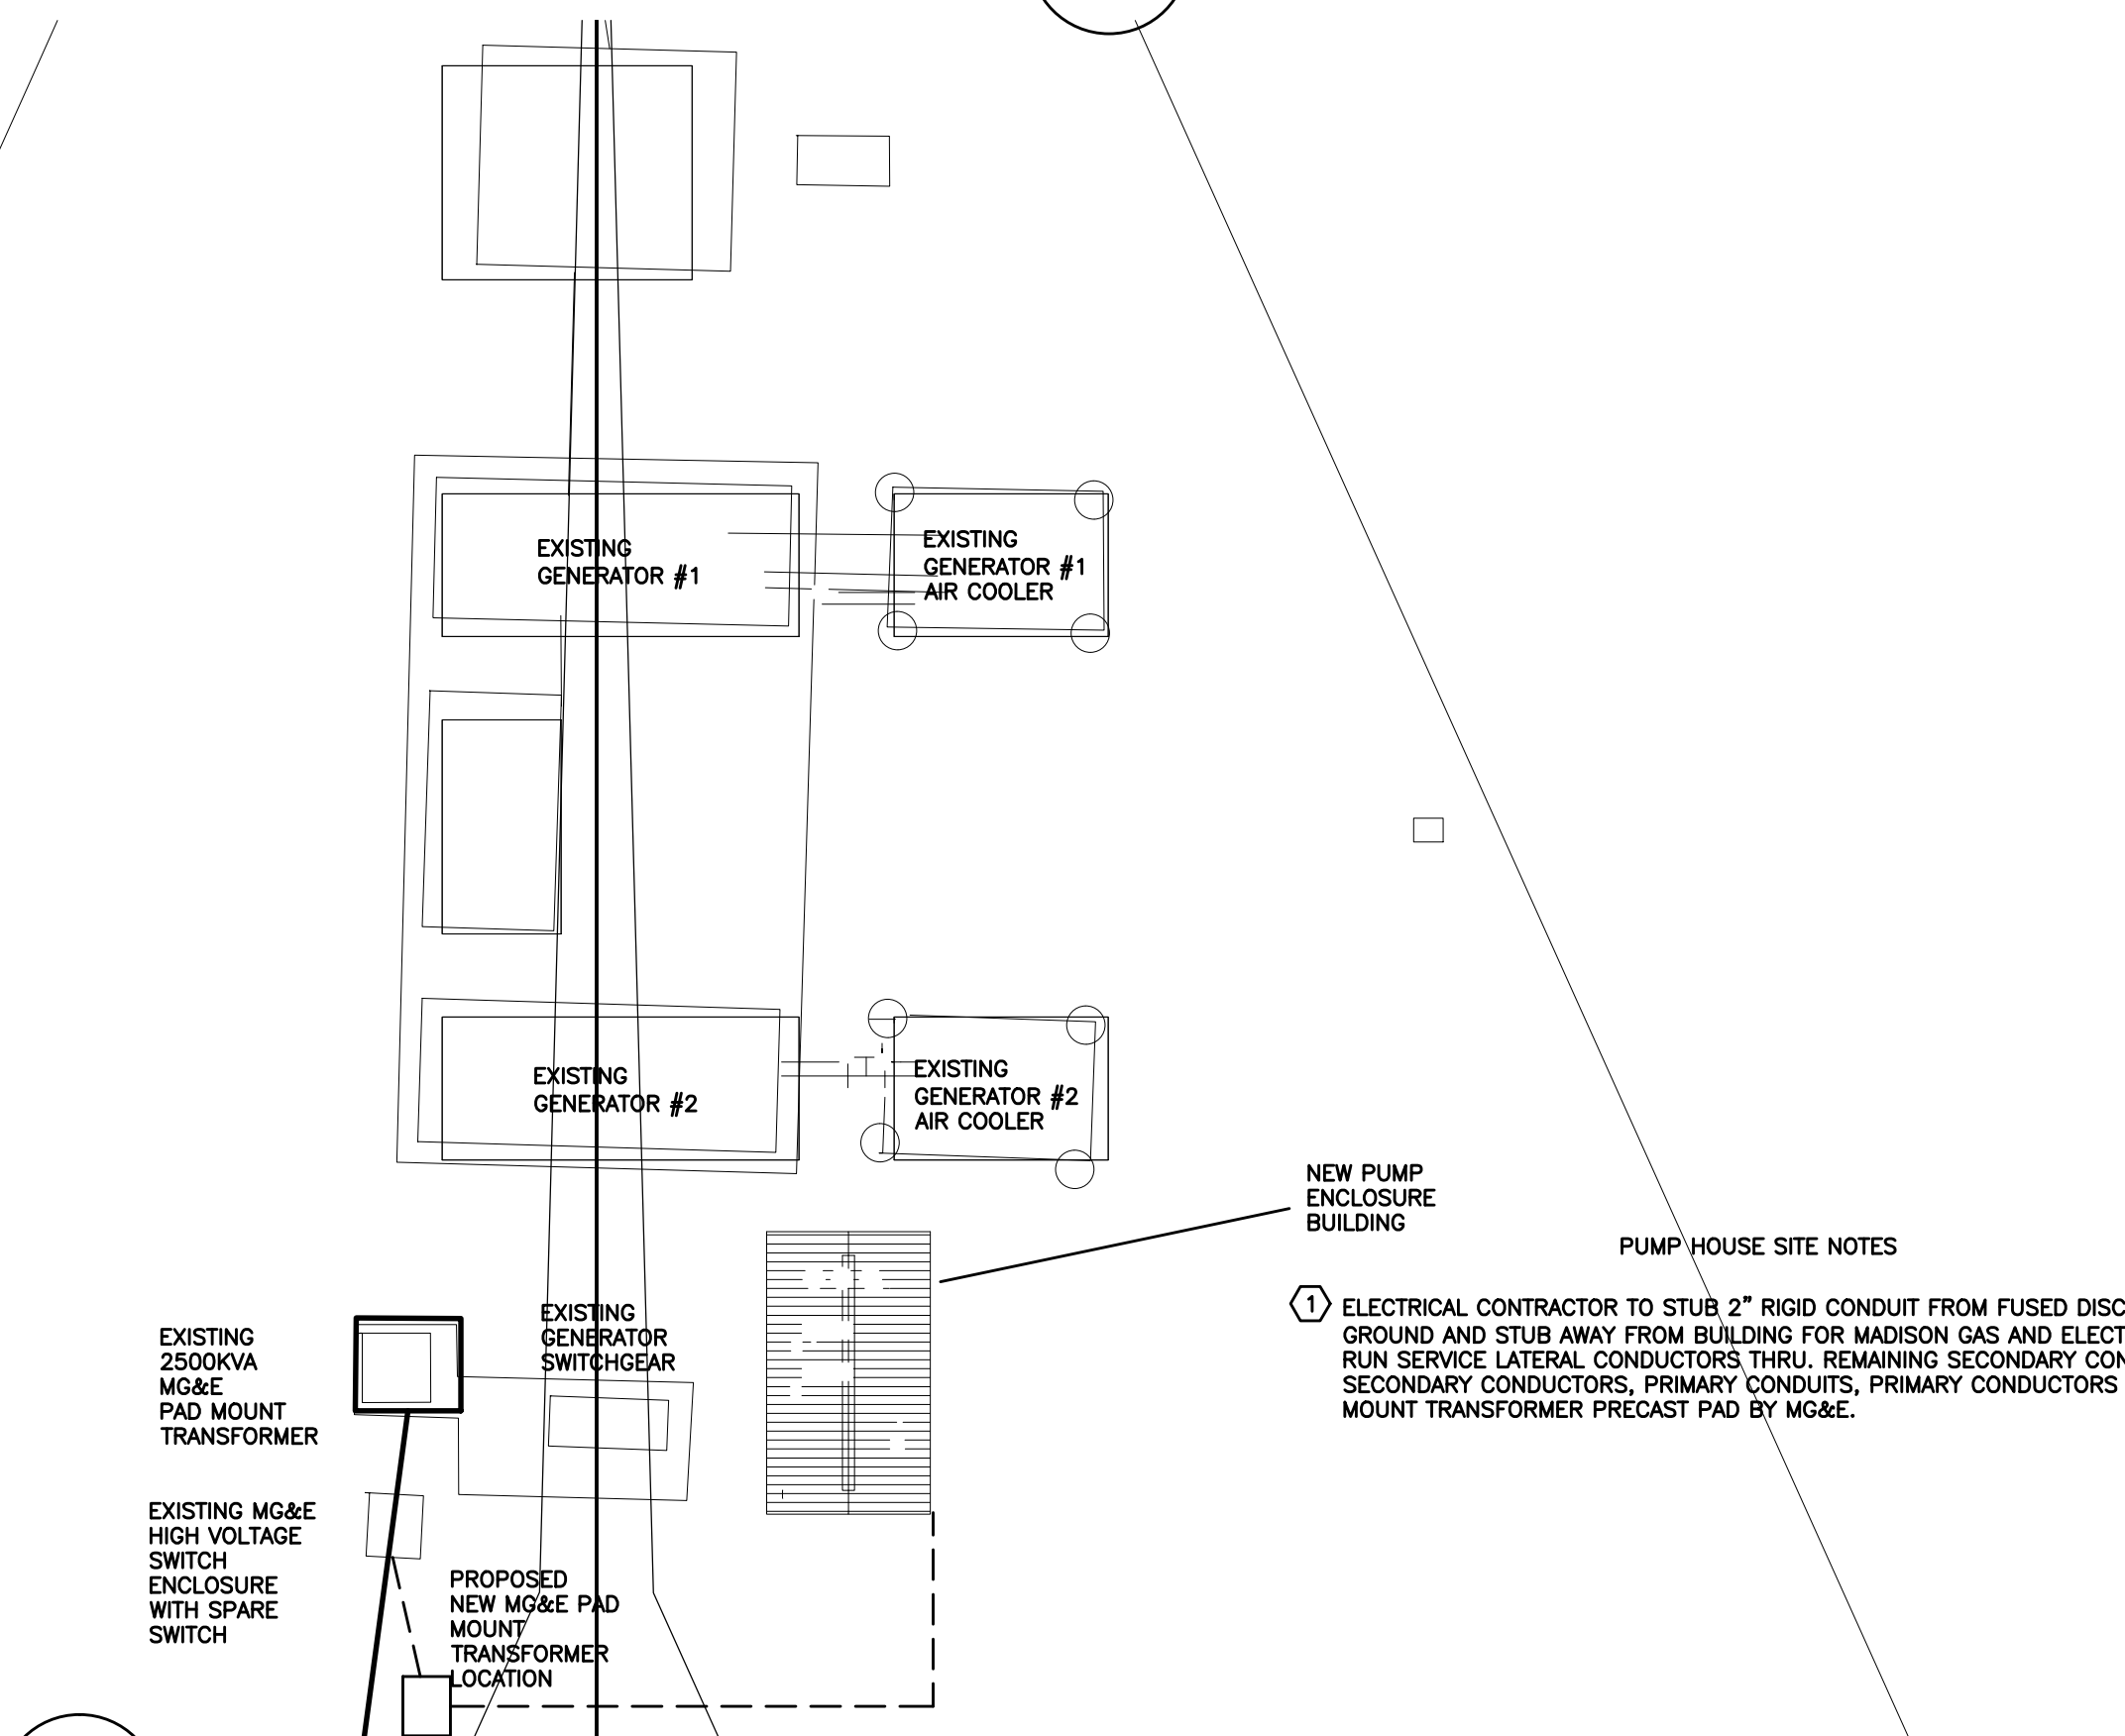 EXISTING
GENERATOR #1
EXISTING
GENERATOR #1
AIR COOLER
EXISTING
GENERATOR #2
EXISTING
GENERATOR #2
AIR COOLER
NEW PUMP
ENCLOSURE
BUILDING
PUMP HOUSE SITE NOTES
1
ELECTRICAL CONTRACTOR TO STUB 2" RIGID CONDUIT FROM FUSED
GROUND AND STUB AWAY FROM BUILDING FOR MADISON GAS AND
RUN SERVICE LATERAL CONDUCTORS THRU. REMAINING SECONDARY
SECONDARY CONDUCTORS, PRIMARY CONDUITS, PRIMARY CONDUCTORS
MOUNT TRANSFORMER PRECAST PAD BY MG&E.
EXISTING
GENERATOR
SWITCHGEAR
EXISTING
2500KVA
MG&E
PAD MOUNT
TRANSFORMER
EXISTING MG&E
HIGH VOLTAGE
SWITCH
ENCLOSURE
WITH SPARE
SWITCH
PROPOSED
NEW MG&E PAD
MOUNT
TRANSFORMER
LOCATION